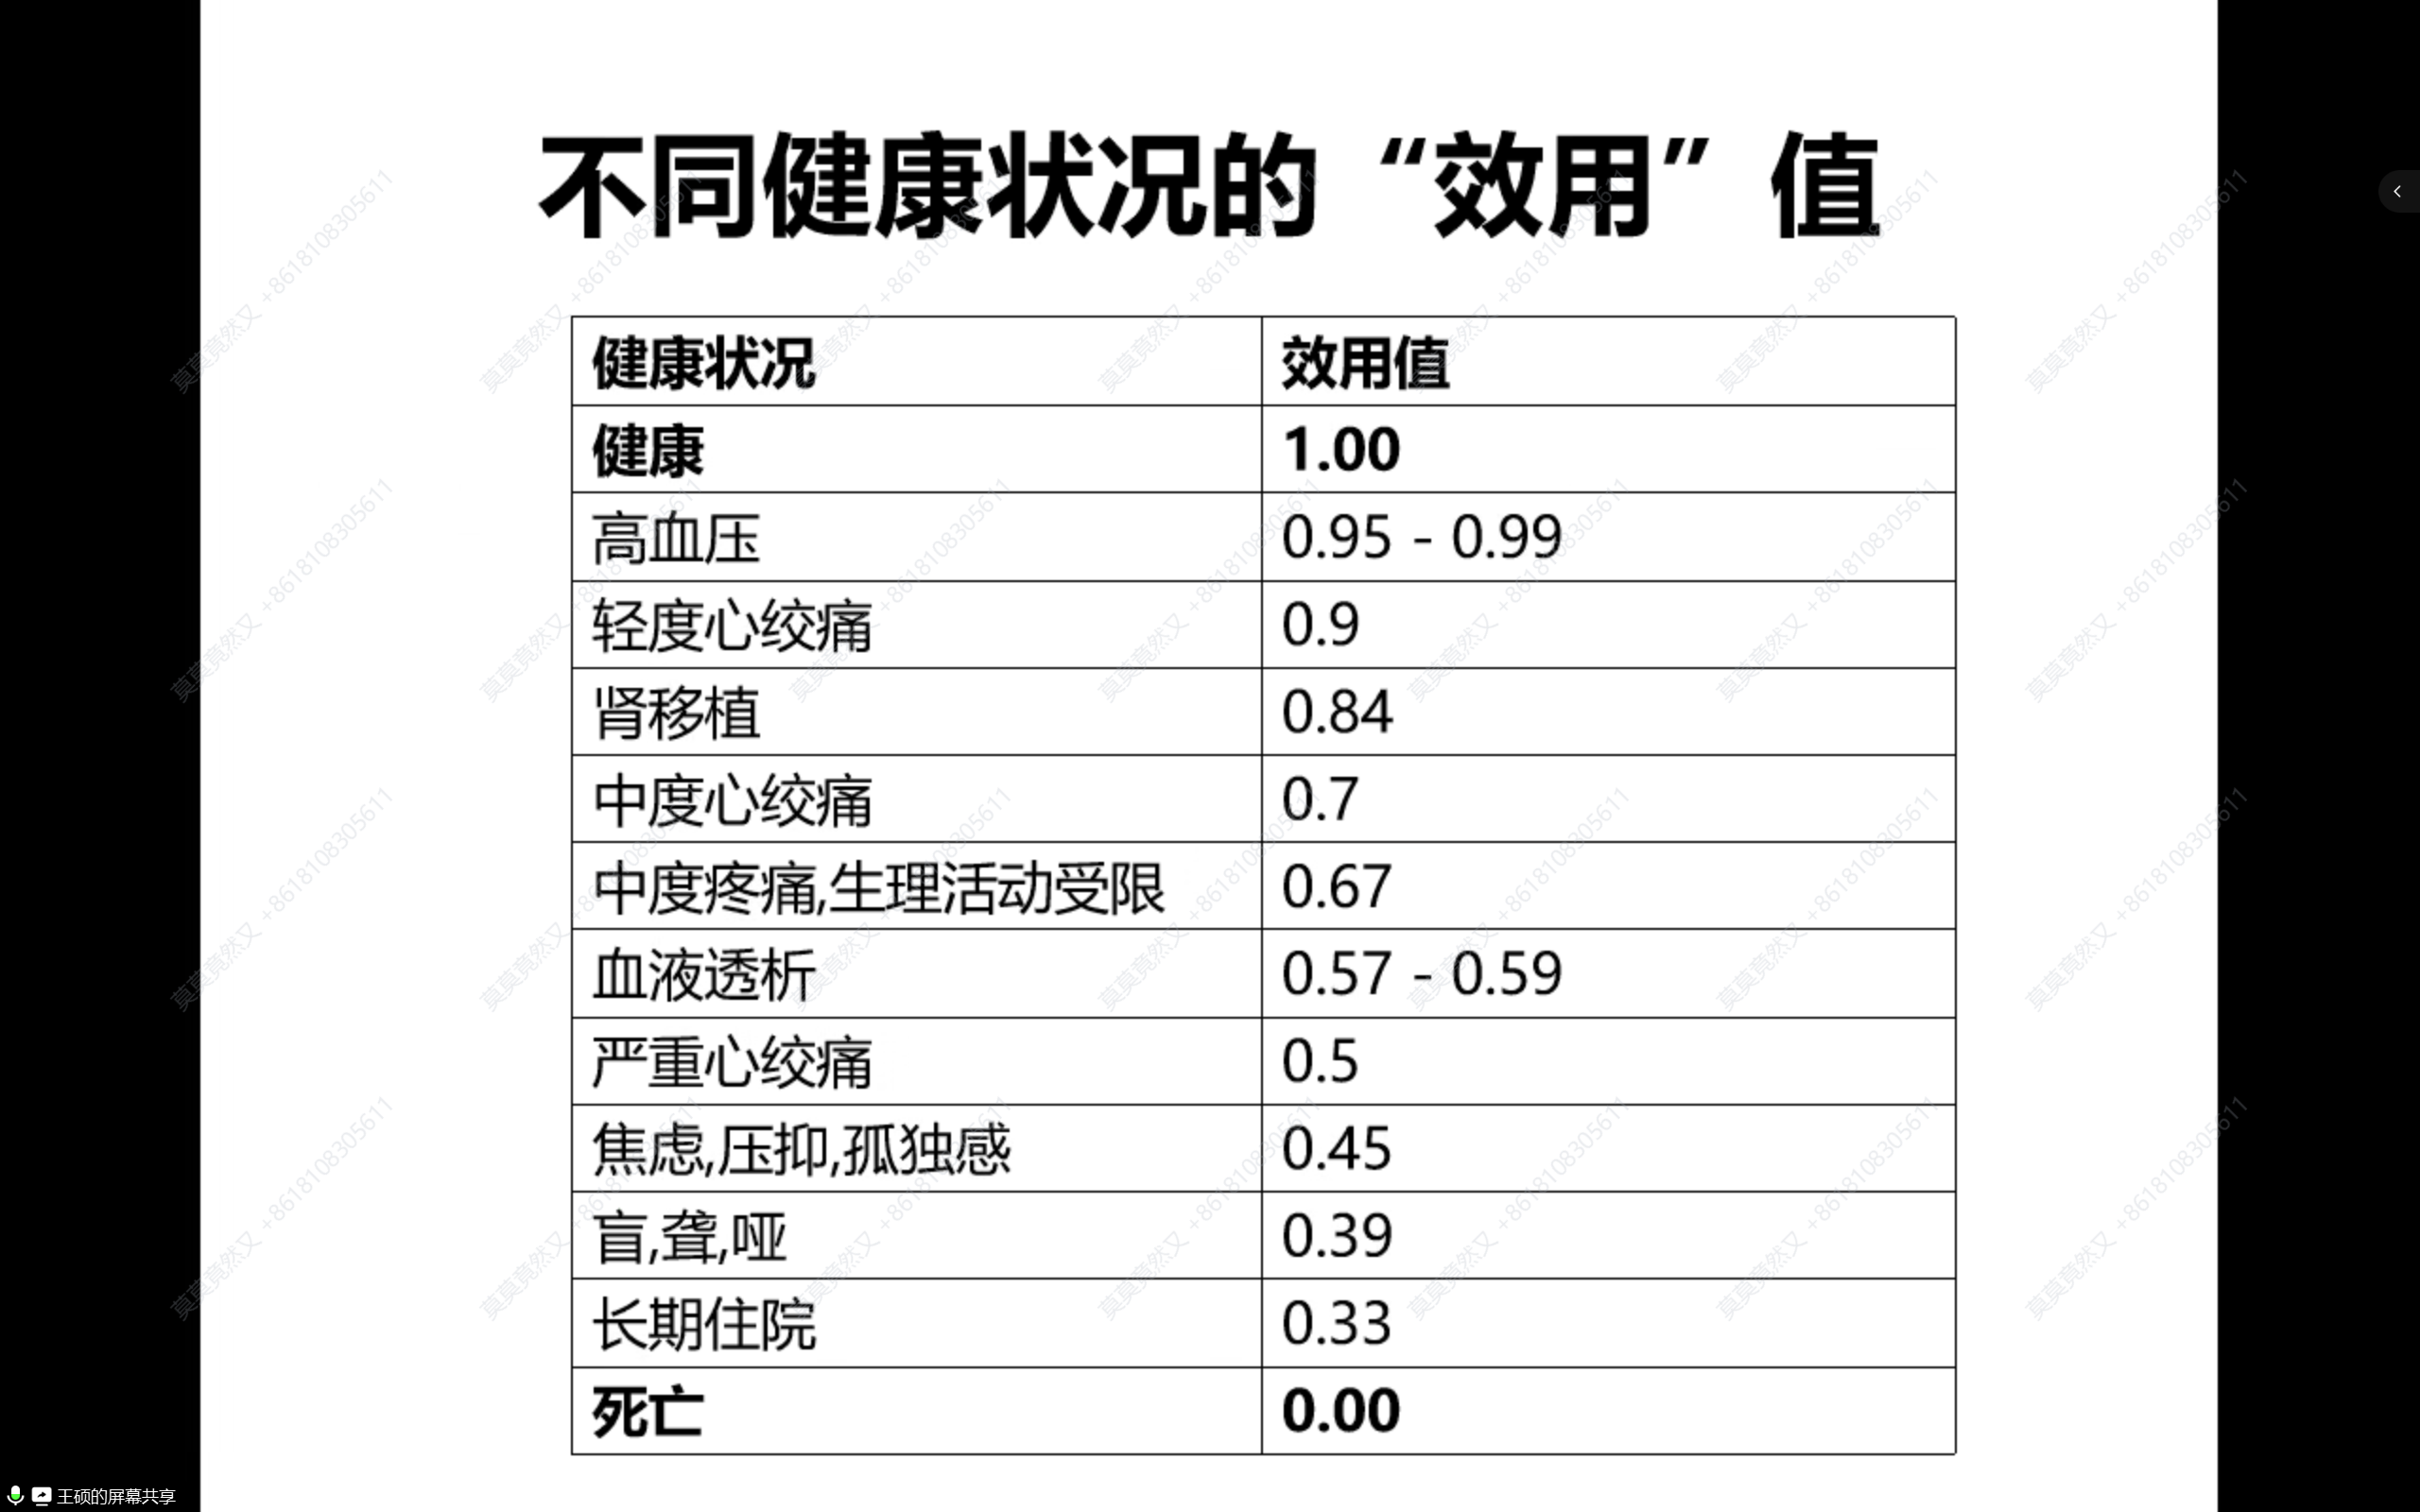 不同健康状况的“效用”值
健康状况 效用值
健康 1.00
高血压 0.95 - 0.99
轻度心绞痛 0.9
肾移植 0.84
中度心绞痛 0.7
中度疼痛,生理活动受限 0.67
血液透析 0.57 - 0.59
严重心绞痛 0.5
焦虑,压抑,孤独感 0.45
盲,聋,哑 0.39
长期住院 0.33
死亡 0.00
王硕的屏幕共享
莫莫竟然又 +8618108305611